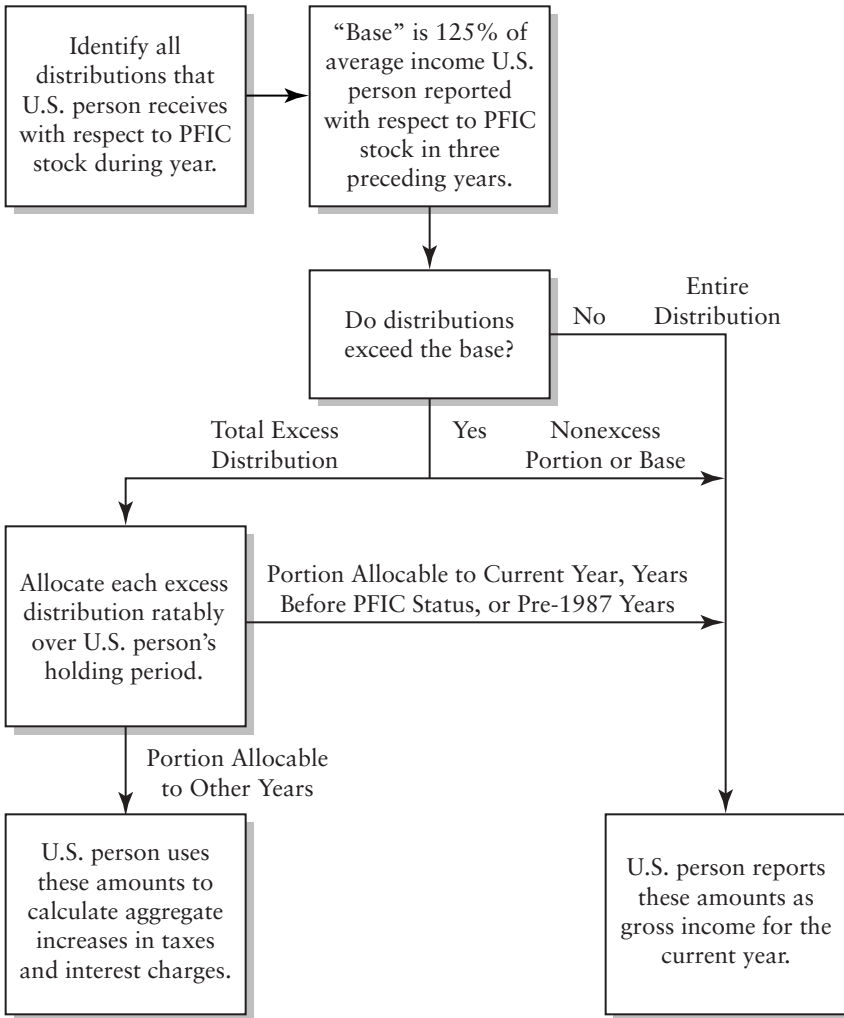 Identify all
distributions that
U.S. person receives
with respect to PFIC
stock during year.
“Base” is 125% of
average income U.S.
person reported
with respect to PFIC
stock in three
preceding years.
Do distributions
exceed the base?
No
Entire
Distribution
Total Excess
Distribution
Yes
Nonexcess
Portion or Base
Allocate each excess
distribution ratably
over U.S. person’s
holding period.
Portion Allocable to Current Year, Years
Before PFIC Status, or Pre-1987 Years
Portion Allocable
to Other Years
U.S. person uses
these amounts to
calculate aggregate
increases in taxes
and interest charges.
U.S. person reports
these amounts as
gross income for the
current year.